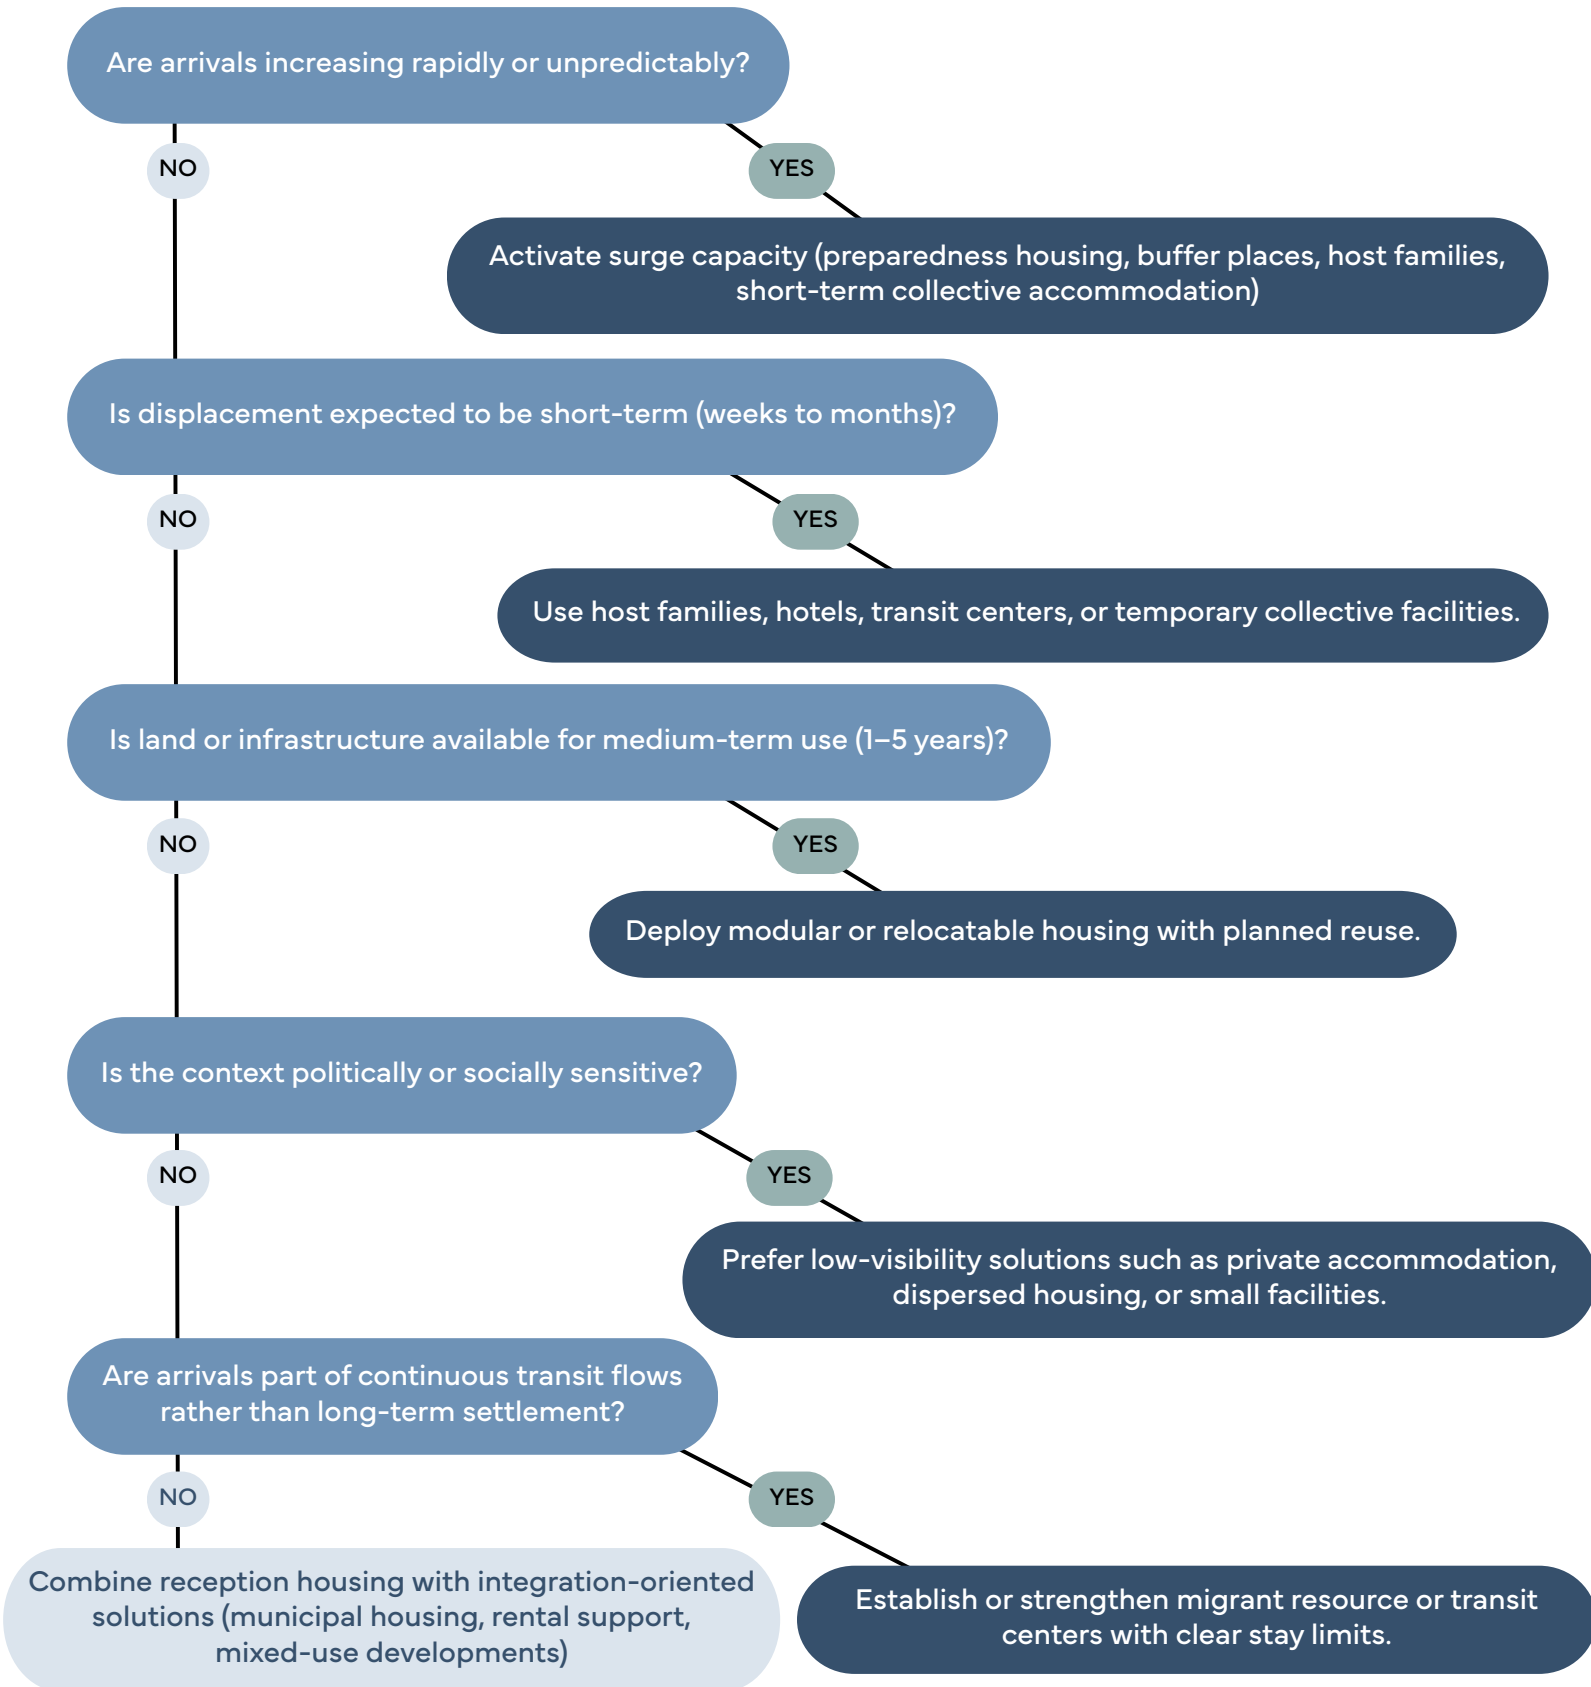 Are arrivals increasing rapidly or unpredictably?
NO
YES
Activate surge capacity (preparedness housing, buffer places, host families,
short-term collective accommodation)
Is displacement expected to be short-term (weeks to months)?
NO
YES
Use host families, hotels, transit centers, or temporary collective facilities.
Is land or infrastructure available for medium-term use (1–5 years)?
NO
YES
Deploy modular or relocatable housing with planned reuse.
Is the context politically or socially sensitive?
NO
YES
Prefer low-visibility solutions such as private accommodation,
dispersed housing, or small facilities.
Are arrivals part of continuous transit flows
rather than long-term settlement?
NO
YES
Combine reception housing with integration-oriented
solutions (municipal housing, rental support,
mixed-use developments)
Establish or strengthen migrant resource or transit
centers with clear stay limits.